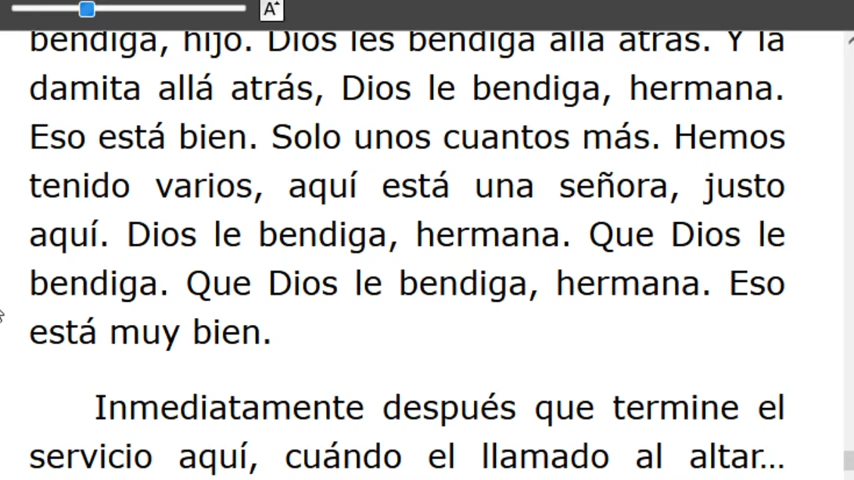 A
bendiga, hijo. Dios les bendiga allá atrás. Y la
damita allá atrás, Dios le bendiga, hermana.
Eso está bien. Solo unos cuantos más. Hemos
tenido varios, aquí está una señora, justo
aquí. Dios le bendiga, hermana. Que Dios le
bendiga. Que Dios le bendiga, hermana. Eso
está muy bien.
Inmediatamente después que termine el
servicio aquí, cuándo el llamado al altar...